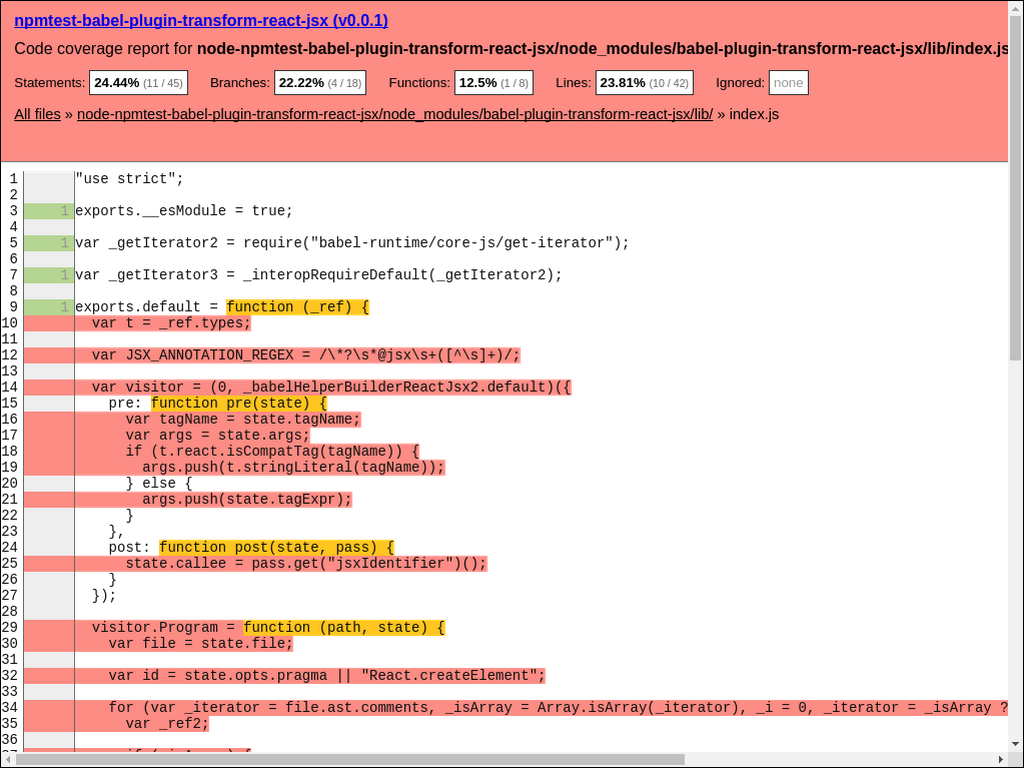 npmtest-babel-plugin-transform-react-jsx (v0.0.1)
Code coverage report for node-npmtest-babel-plugin-transform-react-jsx/node_modules/babel-plugin-transform-react-jsx/lib/index.js
Statements: 24.44% (11 / 45) Branches: 22.22% (4 / 18) Functions: 12.5% (1 / 8) Lines: 23.81% (10 / 42) Ignored: none
All files » node-npmtest-babel-plugin-transform-react-jsx/node_modules/babel-plugin-transform-react-jsx/lib/ » index.js
1 "use strict";
2
3 1 exports.__esModule = true;
4
5 1 var _getIterator2 = require("babel-runtime/core-js/get-iterator");
6
7 1 var _getIterator3 = _interopRequireDefault(_getIterator2);
8
9 1 exports.default = function (_ref) {
10 var t = _ref.types;
11
12 var JSX_ANNOTATION_REGEX = /\*?\s*@jsx\s+([^\s]+)/;
13
14 var visitor = (0, _babelHelperBuilderReactJsx2.default)({
15 pre: function pre(state) {
16 var tagName = state.tagName;
17 var args = state.args;
18 if (t.react.isCompatTag(tagName)) {
19 args.push(t.stringLiteral(tagName));
20 } else {
21 args.push(state.tagExpr);
22 }
23 },
24 post: function post(state, pass) {
25 state.callee = pass.get("jsxIdentifier")();
26 }
27 });
28
29 visitor.Program = function (path, state) {
30 var file = state.file;
31
32 var id = state.opts.pragma || "React.createElement";
33
34 for (var _iterator = file.ast.comments, _isArray = Array.isArray(_iterator), _i = 0, _iterator = _isArray ?
35 var _ref2;
36